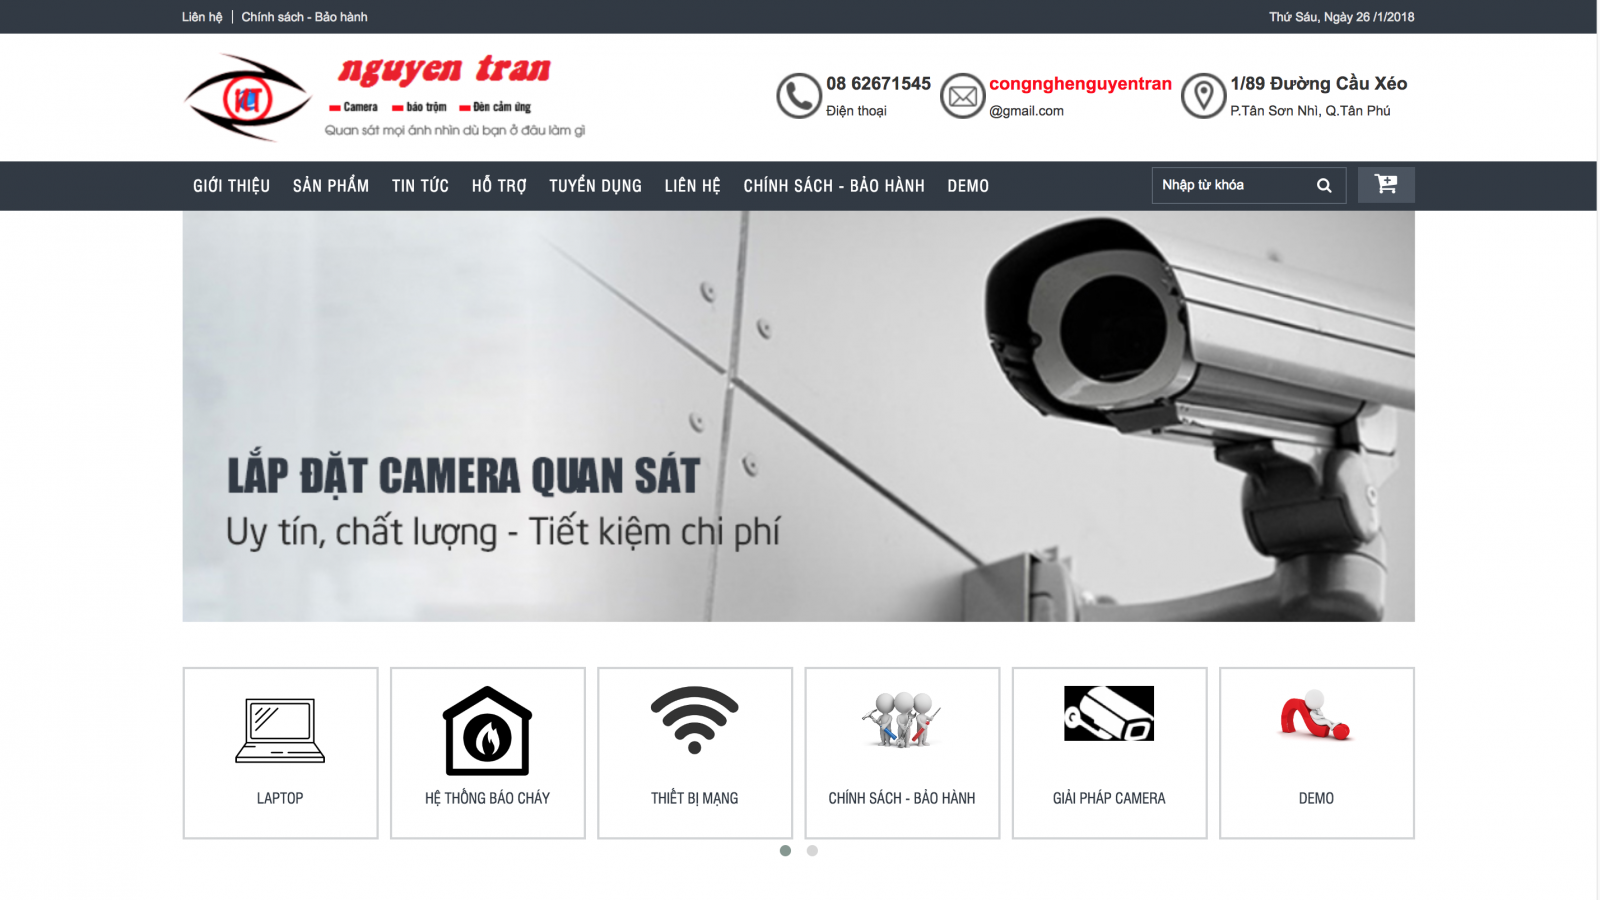 Liên hệ
Chính sách - Bảo hành
Thứ Sáu, Ngày 26 /1/2018
nguyen tran
Camera báo trộm Đèn cảm ứng
Quan sát mọi ánh nhìn dù bạn ở đâu làm gì
08 62671545
Điện thoại
congnghenguyentran
@gmail.com
1/89 Đường Cầu Xéo
P.Tân Sơn Nhì, Q.Tân Phú
GIỚI THIỆU
SẢN PHẨM
TIN TỨC
HỖ TRỢ
TUYỂN DỤNG
LIÊN HỆ
CHÍNH SÁCH - BẢO HÀNH
DEMO
Nhập từ khóa
LẮP ĐẶT CAMERA QUAN SÁT
Uy tín, chất lượng - Tiết kiệm chi phí
LAPTOP
HỆ THỐNG BÁO CHÁY
THIẾT BỊ MẠNG
CHÍNH SÁCH - BẢO HÀNH
GIẢI PHÁP CAMERA
DEMO